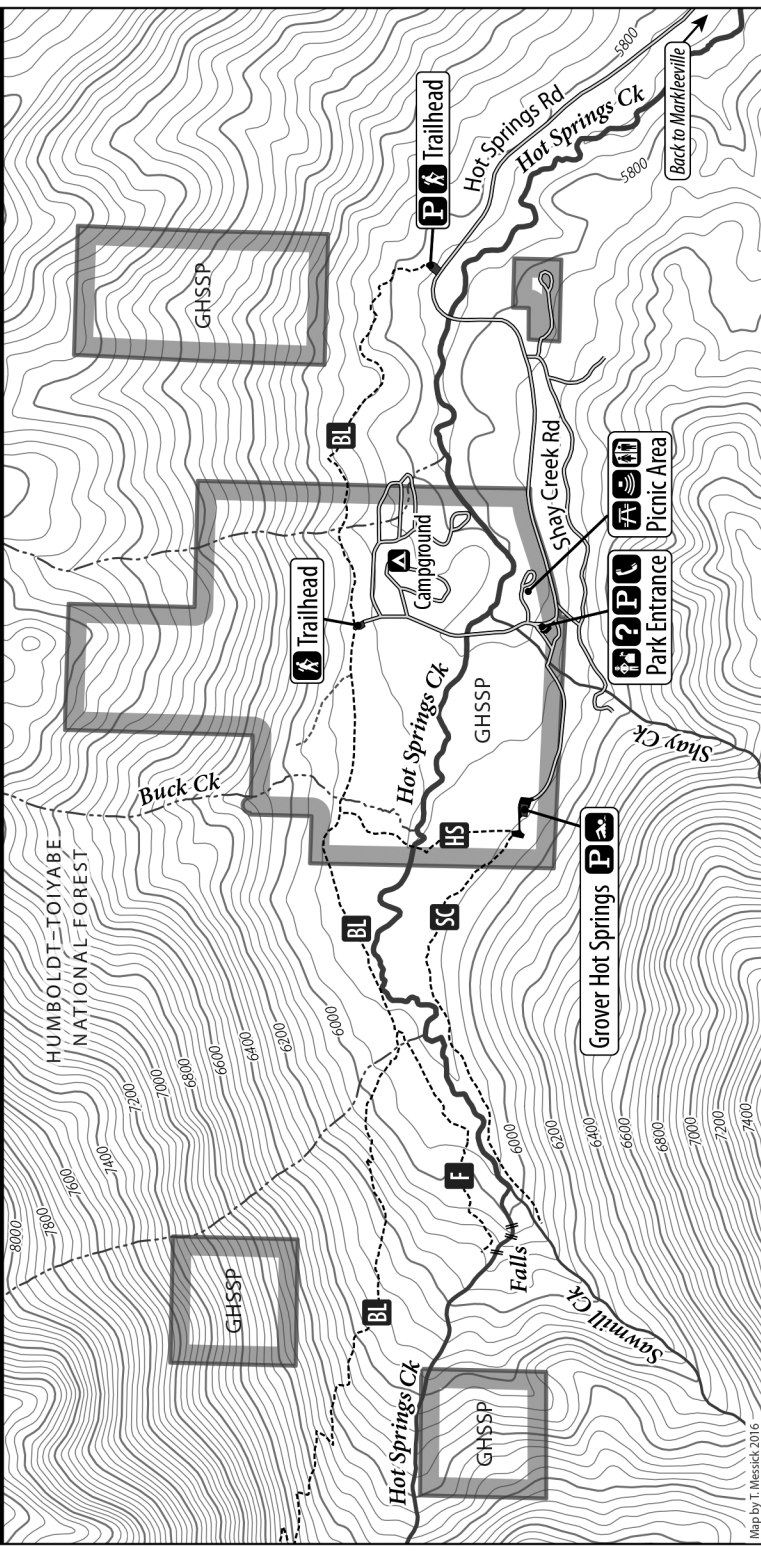 HUMBOLDT–TOIYABE
NATIONAL FOREST
8000
7800
7600
7400
7200
7000
6800
6600
6400
6200
6000
GHSSP
BL
Hot Springs Ck
GHSSP
Falls
F
Sawmill Ck
6000
6200
6400
6600
6800
7000
7200
7400
BL
SC
HS
Buck Ck
Hot Springs Ck
GHSSP
Grover Hot Springs P
Shay Ck
Trailhead
Campground
? P
Park Entrance
Picnic Area
Shay Creek Rd
BL
GHSSP
P Trailhead
Hot Springs Rd
Hot Springs Ck
5800
5800
Back to Markleeville
Map by T. Messick 2016